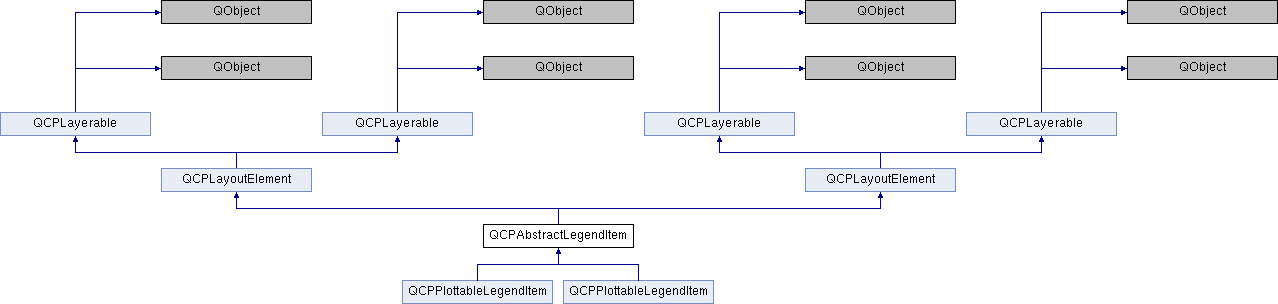 QObject
QObject
QObject
QObject
QObject
QObject
QObject
QObject
QCPLayerable
QCPLayerable
QCPLayerable
QCPLayerable
QCPLayoutElement
QCPLayoutElement
QCPAbstractLegendItem
QCPPlottableLegendItem
QCPPlottableLegendItem